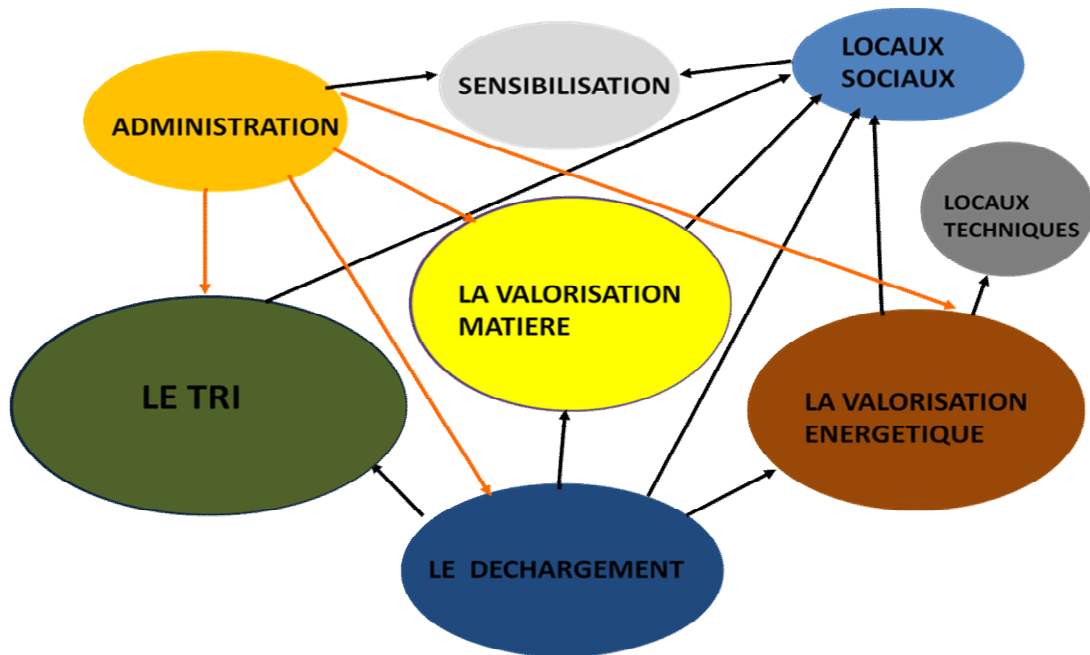 LOCAUX
SOCIAUX
SENSIBILISATION
ADMINISTRATION
LOCAUX
TECHNIQUES
LA VALORISATION
MATIERE
LE TRI
LA VALORISATION
ENERGETIQUE
LE DECHARGEMENT